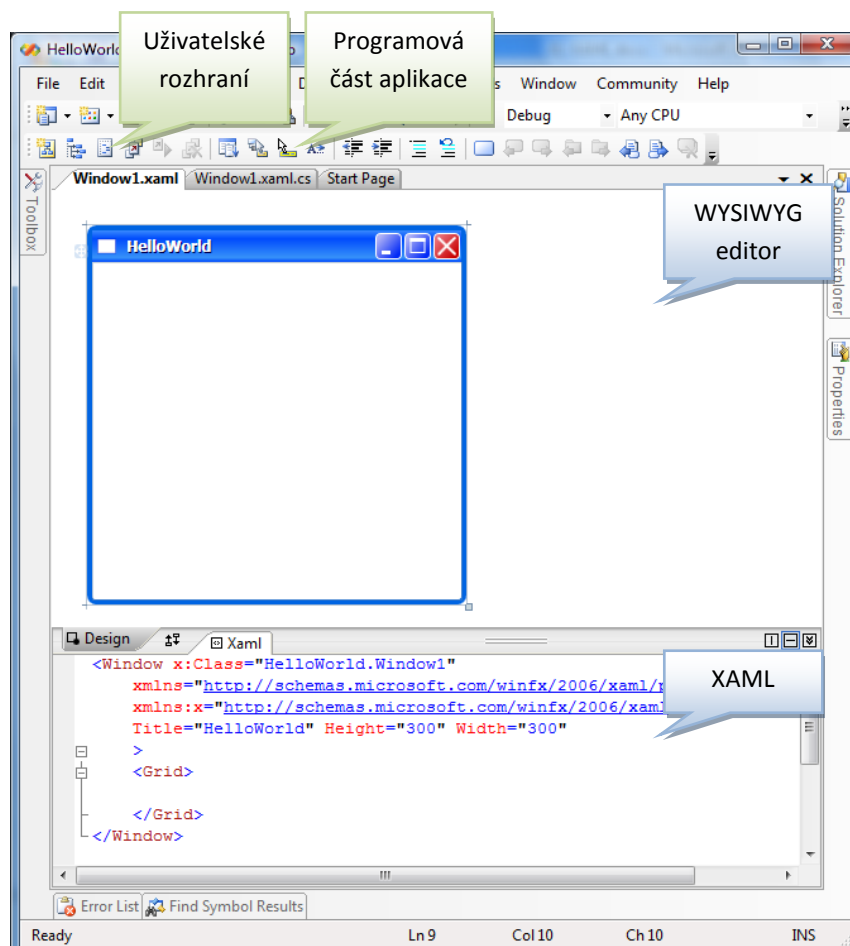 Uživatelské
rozhraní
Programová
část aplikace
HelloWorl
File Edit Window Community Help
Debug Any CPU
Window1.xaml Window1.xaml.cs Start Page
Toolbox
HelloWorld
WYSIWYG
editor
Solution Explorer
Properties
Design Xaml
<Window x:Class="HelloWorld.Window1"
xmlns="http://schemas.microsoft.com/winfx/2006/xaml/p
xmlns:x="http://schemas.microsoft.com/winfx/2006/xaml
Title="HelloWorld" Height="300" Width="300"
>
<Grid>
</Grid>
</Window>
XAML
Error List Find Symbol Results
Ready Ln 9 Col 10 Ch 10 INS